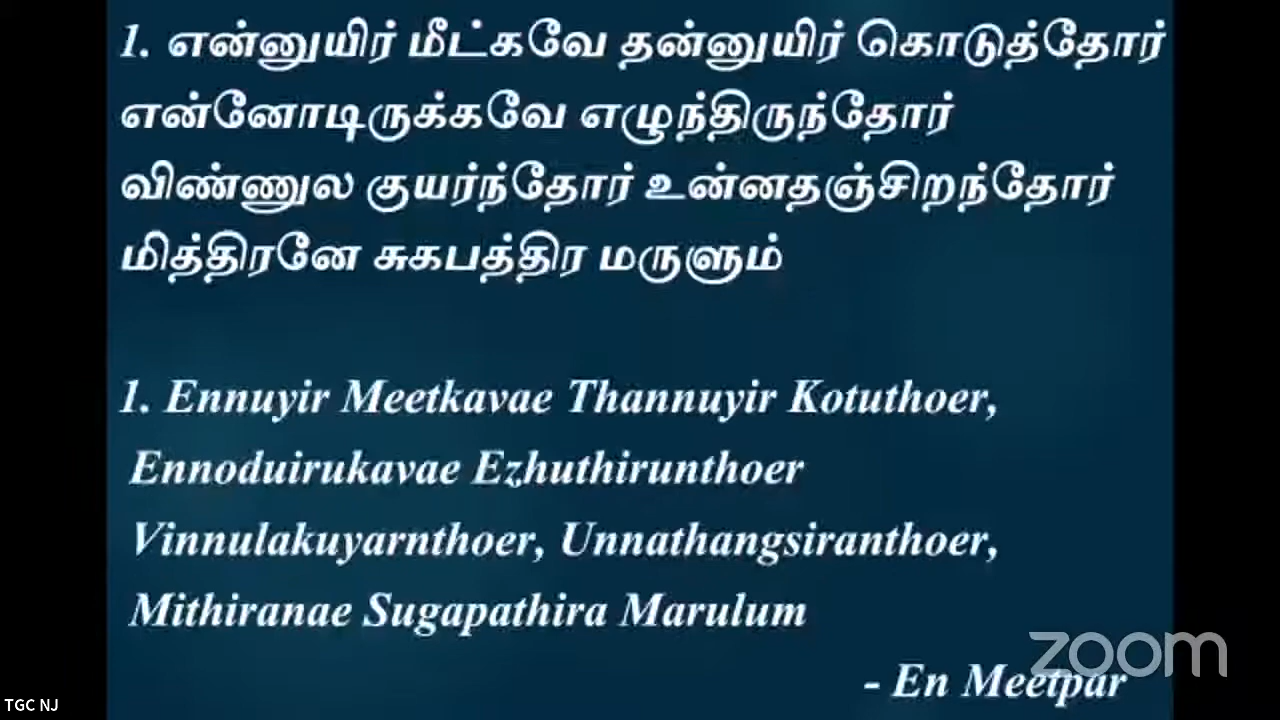 1. என்னுயிர் மீட்கவே தன்னுயிர் கொடுத்தோர்
என்னோடிருக்கவே எழுந்திருந்தோர்
விண்ணுல குயர்ந்தோர் உன்னதஞ்சிறந்தோர்
மித்திரனே சுகபத்திர மருளும்
1. Ennuyir Meetkavae Thannuyir Kotuthoer,
Ennoduirukavae Ezhuthirunthoer
Vinnulakuyarnthoer, Unnathangsiranthoer,
Mithiranae Sugapathira Marulum
- En Meetpar
zoom
TGC NJ